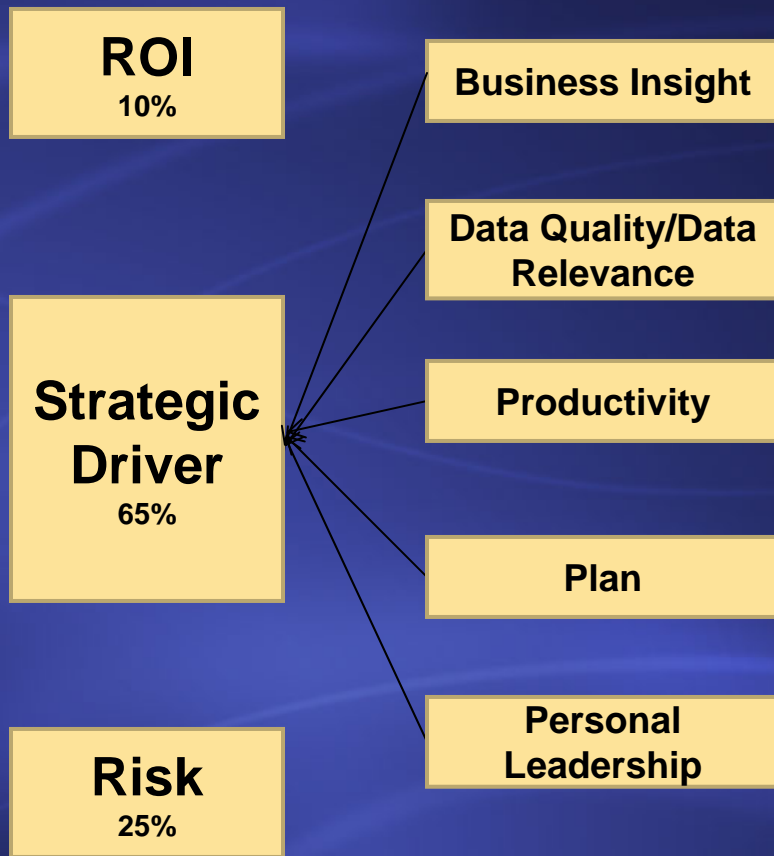 ROI
10%
Strategic
Driver
65%
Risk
25%
Business Insight
Data Quality/Data
Relevance
Productivity
Plan
Personal
Leadership